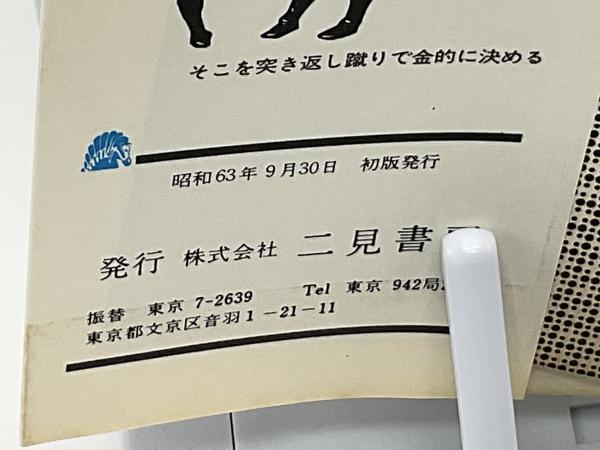 そこを突き返し蹴りで金的に決める
昭和63年9月30日 初版発行
発行 株式会社 二見書
振替 東京 7-2639 Tel 東京 942局
東京都文京区音羽1-21-11